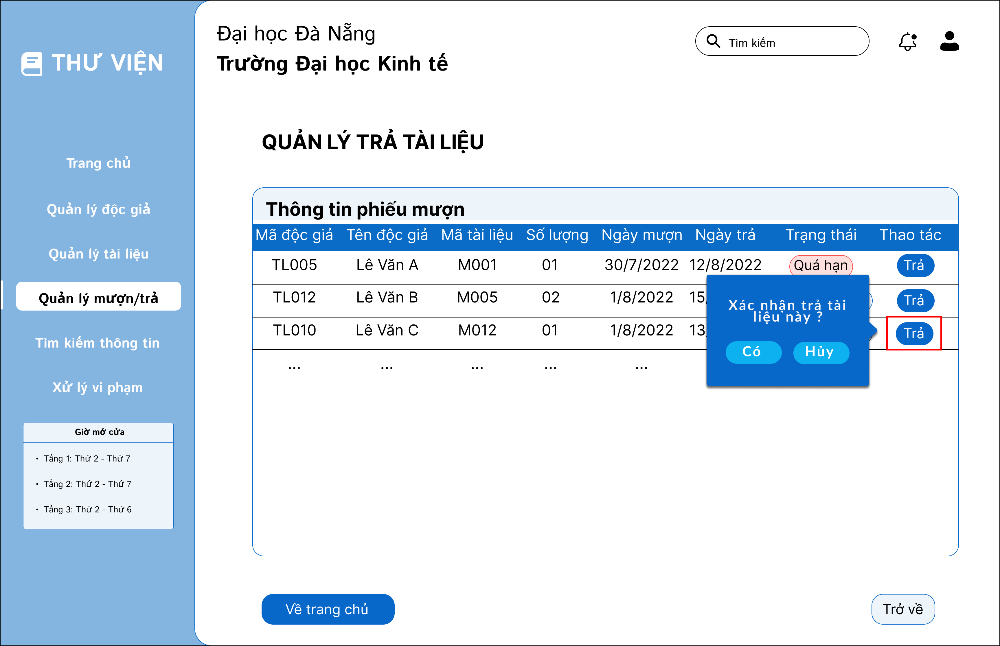 THƯ VIỆN
Đại học Đà Nẵng
Trường Đại học Kinh tế
Tìm kiếm
Trang chủ
Quản lý độc giả
Quản lý tài liệu
Quản lý mượn/trả
Tìm kiếm thông tin
Xử lý vi phạm
Giờ mở cửa
• Tầng 1: Thứ 2 - Thứ 7
• Tầng 2: Thứ 2 - Thứ 7
• Tầng 3: Thứ 2 - Thứ 6
QUẢN LÝ TRẢ TÀI LIỆU
Thông tin phiếu mượn
Mã độc giả Tên độc giả Mã tài liệu Số lượng Ngày mượn Ngày trả Trạng thái Thao tác
TL005 Lê Văn A M001 01 30/7/2022 12/8/2022 Quá hạn Trả
TL012 Lê Văn B M005 02 1/8/2022 15/ Trả
TL010 Lê Văn C M012 01 1/8/2022 13/ Trả
... ... ... ... ...
Xác nhận trả tài
liệu này ?
Có Hủy
Về trang chủ Trở về